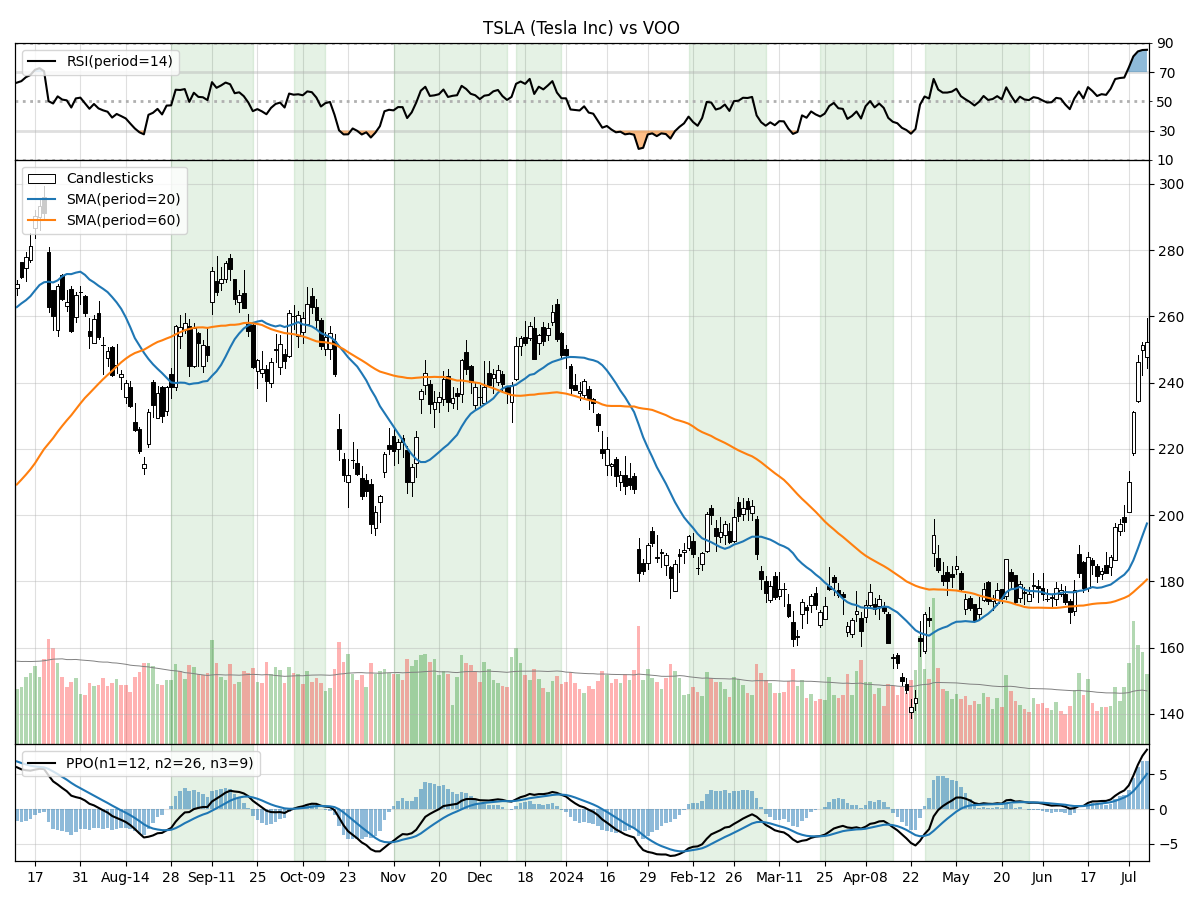 TSLA (Tesla Inc) vs VOO
RSI(period=14)
90
70
50
30
10
Candlesticks
SMA(period=20)
SMA(period=60)
300
280
260
240
220
200
180
160
140
PPO(n1=12, n2=26, n3=9)
5
0
−5
17 31 Aug-14 28 Sep-11 25 Oct-09 23 Nov 20 Dec 18 2024 16 29 Feb-12 26 Mar-11 25 Apr-08 22 May 20 Jun 17 Jul